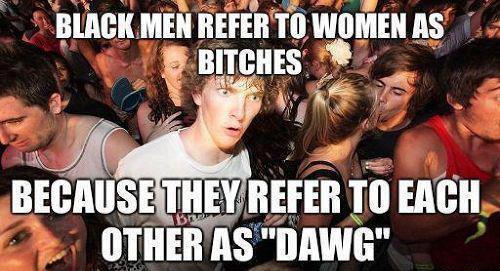 BLACK MEN REFER TO WOMEN AS
BITCHES
BECAUSE THEY REFER TO EACH
OTHER AS "DAWG"